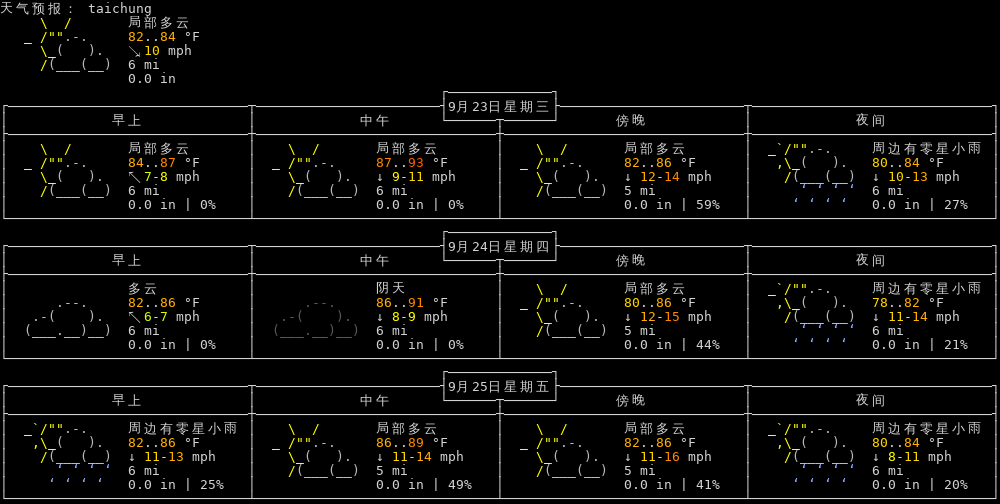 天气预报： taichung
局部多云
82..84 °F
↘ 10 mph
6 mi
0.0 in
9月23日星期三
早上 中午 傍晚 夜间
局部多云 局部多云 局部多云 周边有零星小雨
84..87 °F 87..93 °F 82..86 °F 80..84 °F
↖ 7-8 mph ↓ 9-11 mph ↓ 12-14 mph ↓ 10-13 mph
6 mi 6 mi 5 mi 6 mi
0.0 in | 0% 0.0 in | 0% 0.0 in | 59% 0.0 in | 27%
9月24日星期四
早上 中午 傍晚 夜间
多云 阴天 局部多云 周边有零星小雨
82..86 °F 86..91 °F 80..86 °F 78..82 °F
↖ 6-7 mph ↓ 8-9 mph ↓ 12-15 mph ↓ 11-14 mph
6 mi 6 mi 5 mi 6 mi
0.0 in | 0% 0.0 in | 0% 0.0 in | 44% 0.0 in | 21%
9月25日星期五
早上 中午 傍晚 夜间
周边有零星小雨 局部多云 局部多云 周边有零星小雨
82..86 °F 86..89 °F 82..86 °F 80..84 °F
↓ 11-13 mph ↓ 11-14 mph ↓ 11-16 mph ↓ 8-11 mph
6 mi 5 mi 5 mi 6 mi
0.0 in | 25% 0.0 in | 49% 0.0 in | 41% 0.0 in | 20%